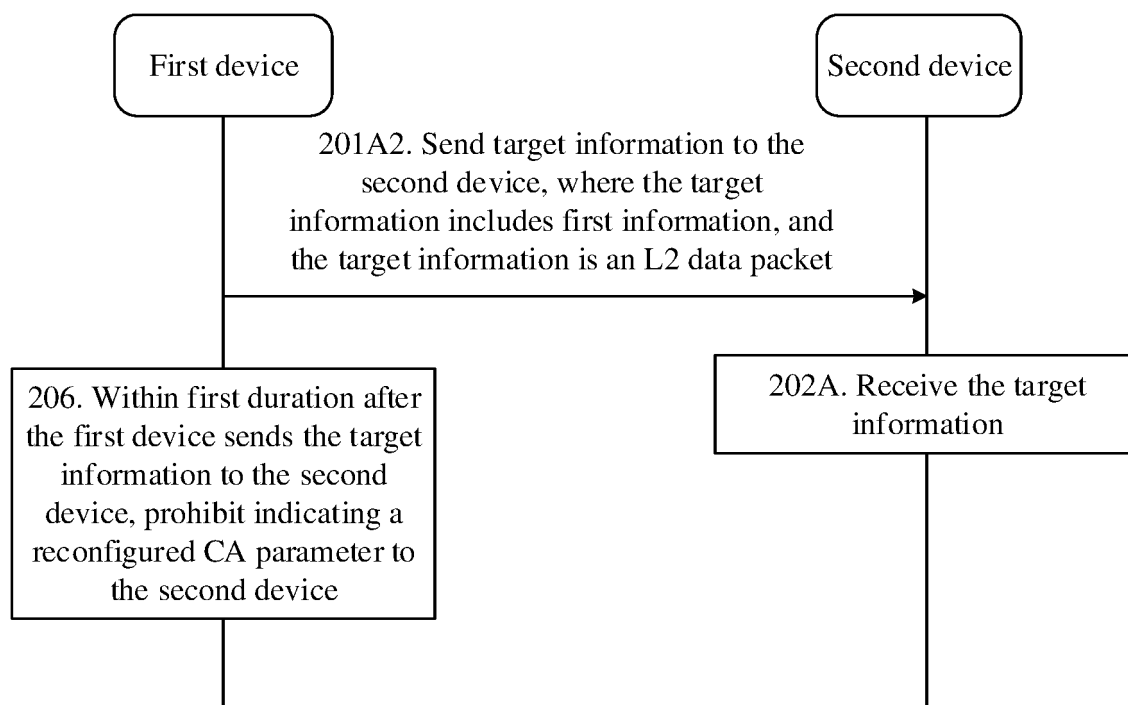 First device
Second device
201A2. Send target information to the
second device, where the target
information includes first information, and
the target information is an L2 data packet
206. Within first duration after
the first device sends the target
information to the second
device, prohibit indicating a
reconfigured CA parameter to
the second device
202A. Receive the target
information